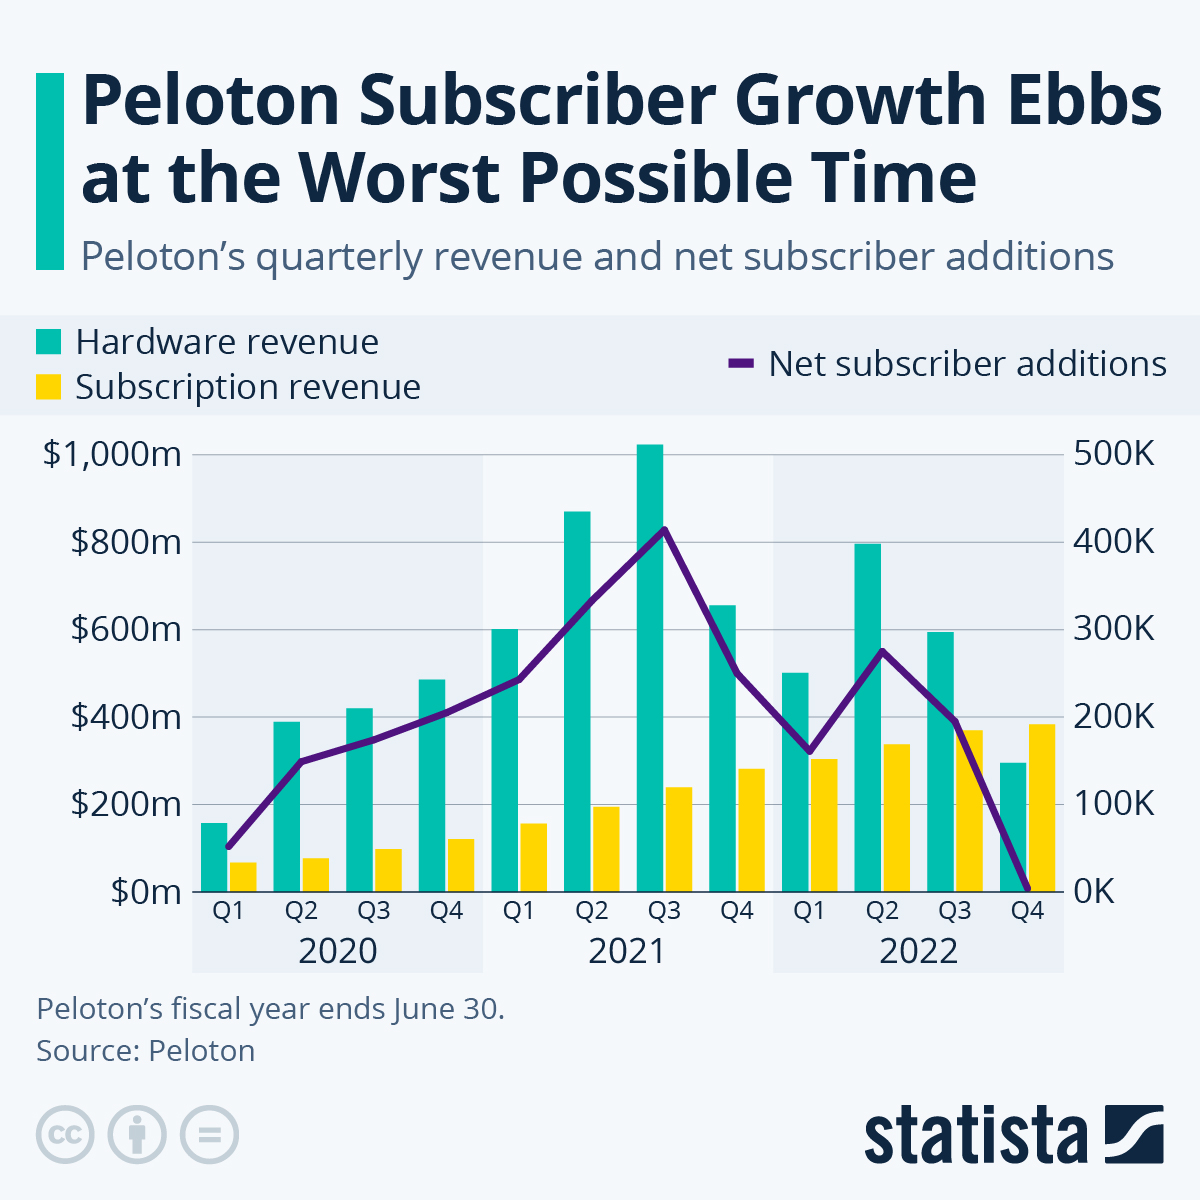 Peloton Subscriber Growth Ebbs
at the Worst Possible Time
Peloton’s quarterly revenue and net subscriber additions
Hardware revenue
Subscription revenue
Net subscriber additions
$1,000m
$800m
$600m
$400m
$200m
$0m
500K
400K
300K
200K
100K
0K
Q1 Q2 Q3 Q4 Q1 Q2 Q3 Q4 Q1 Q2 Q3 Q4
2020 2021 2022
Peloton’s fiscal year ends June 30.
Source: Peloton
cc
statista